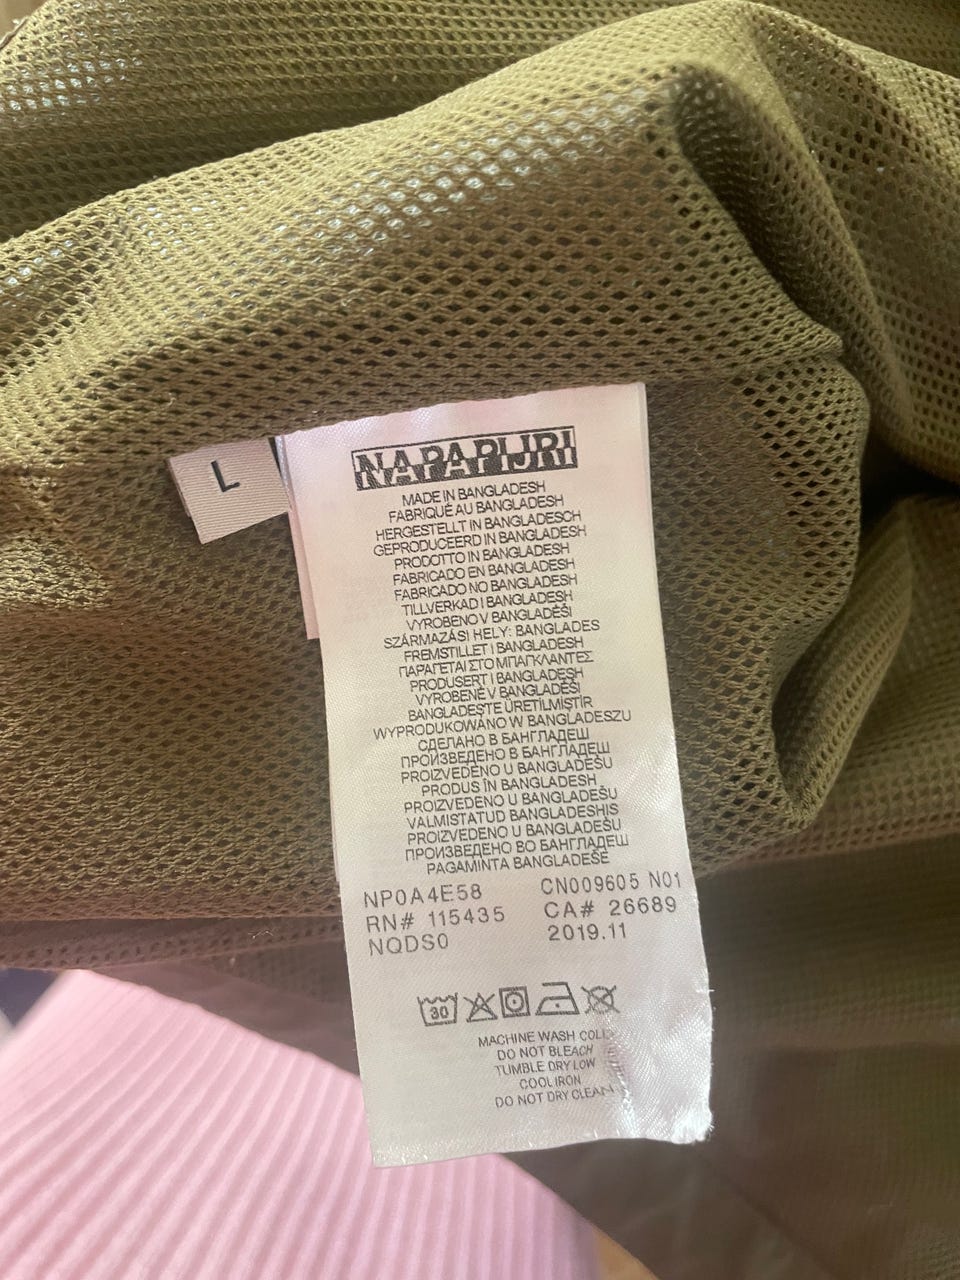 L
NAPAPIJRI
MADE IN BANGLADESH
FABRIQUÉ AU BANGLADESH
HERGESTELLT IN BANGLADESCH
GEPRODUCEERD IN BANGLADESH
PRODOTTO IN BANGLADESH
FABRICADO EN BANGLADESH
FABRICADO NO BANGLADESH
TILLVERKAD I BANGLADESH
VYROBENO V BANGLADÉŠI
SZÁRMAZÁSI HELY: BANGLADES
FREMSTILLET I BANGLADESH
ΠΑΡΑΓΕΤΑΙ ΣΤΟ ΜΠΑΓΚΛΑΝΤΕΣ
PRODUSERT I BANGLADESH
VYROBENÉ V BANGLADÉŠI
BANGLADEŞTE ÜRETİLMİŞTİR
WYPRODUKOWANO W BANGLADESZU
СДЕЛАНО В БАНГЛАДЕШ
ПРОИЗВЕДЕНО В БАНГЛАДЕШ
PROIZVEDENO U BANGLADEŠU
PRODUS ÎN BANGLADESH
PROIZVEDENO U BANGLADEŠU
VALMISTATUD BANGLADESHIS
PROIZVEDENO U BANGLADEŠU
ПРОИЗВЕДЕНО ВО БАНГЛАДЕШ
PAGAMINTA BANGLADEŠE
NP0A4E58 CN009605 N01
RN# 115435 CA# 26689
NQDS0 2019.11
30
MACHINE WASH COLD
DO NOT BLEACH
TUMBLE DRY LOW
COOL IRON
DO NOT DRY CLEAN